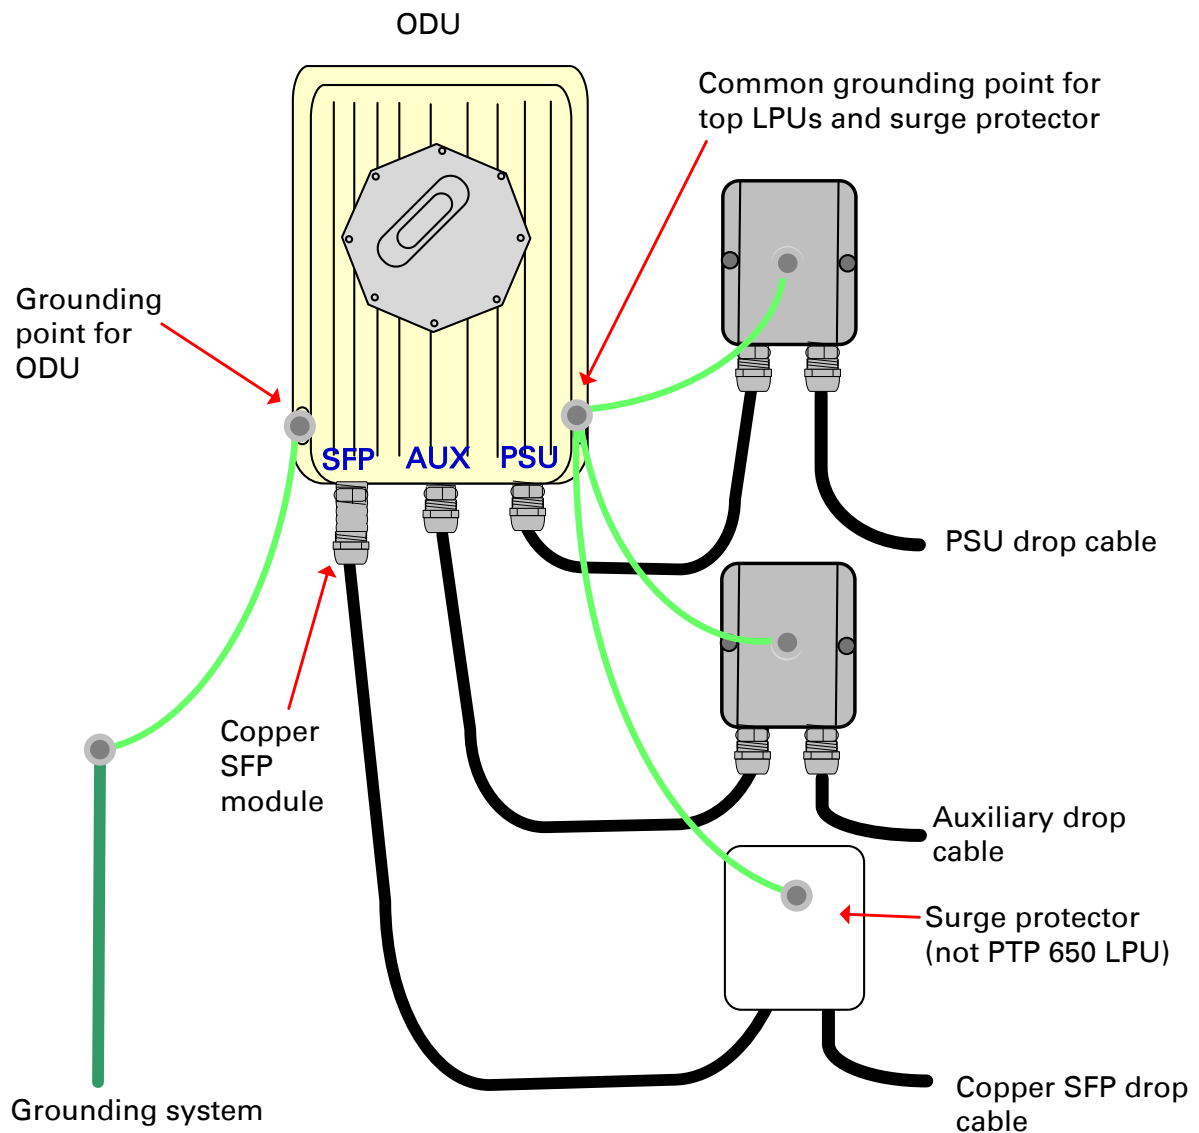 ODU
Common grounding point for
top LPUs and surge protector
Grounding
point for
ODU
SFP
AUX
PSU
PSU drop cable
Copper
SFP
module
Auxiliary drop
cable
Surge protector
(not PTP 650 LPU)
Copper SFP drop
cable
Grounding system